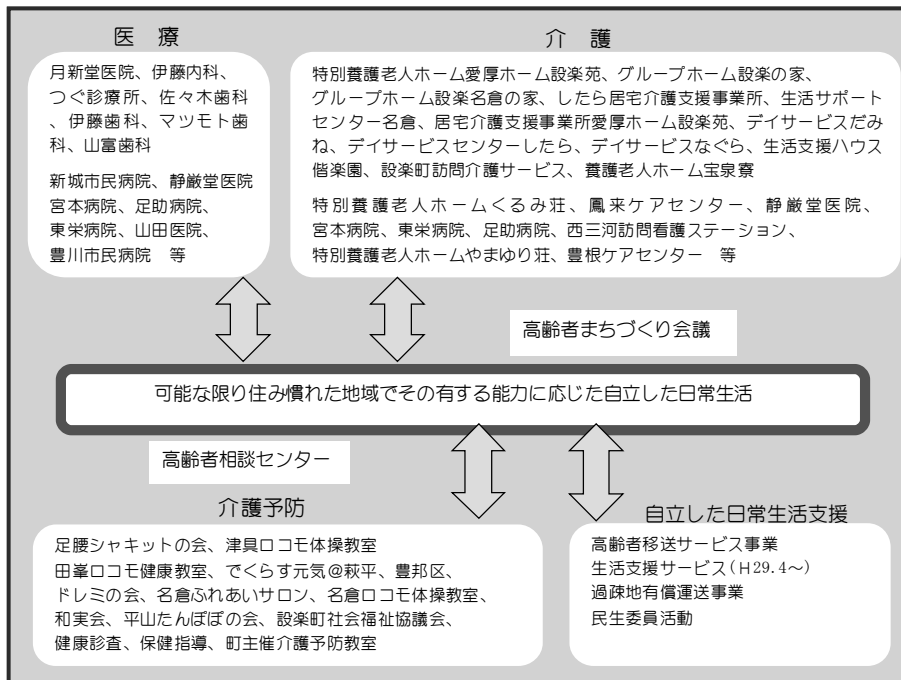 医　療
月新堂医院、伊藤内科、
つぐ診療所、佐々木歯科
、伊藤歯科、マツモト歯
科、山富歯科
新城市民病院、静巌堂医院
宮本病院、足助病院、
東栄病院、山田医院、
豊川市民病院　等
介　護
特別養護老人ホーム愛厚ホーム設楽苑、グループホーム設楽の家、
グループホーム設楽名倉の家、したら居宅介護支援事業所、生活サポート
センター名倉、居宅介護支援事業所愛厚ホーム設楽苑、デイサービスだみ
ね、デイサービスセンターしたら、デイサービスなぐら、生活支援ハウス
偕楽園、設楽町訪問介護サービス、養護老人ホーム宝泉寮
特別養護老人ホームくるみ荘、鳳来ケアセンター、静巌堂医院、
宮本病院、東栄病院、足助病院、西三河訪問看護ステーション、
特別養護老人ホームやまゆり荘、豊根ケアセンター　等
高齢者まちづくり会議
可能な限り住み慣れた地域でその有する能力に応じた自立した日常生活
高齢者相談センター
介護予防
足腰シャキットの会、津具ロコモ体操教室
田峯ロコモ健康教室、でくらす元気@萩平、豊邦区、
ドレミの会、名倉ふれあいサロン、名倉ロコモ体操教室、
和実会、平山たんぽぽの会、設楽町社会福祉協議会、
健康診査、保健指導、町主催介護予防教室
自立した日常生活支援
高齢者移送サービス事業
生活支援サービス(H29.4～)
過疎地有償運送事業
民生委員活動